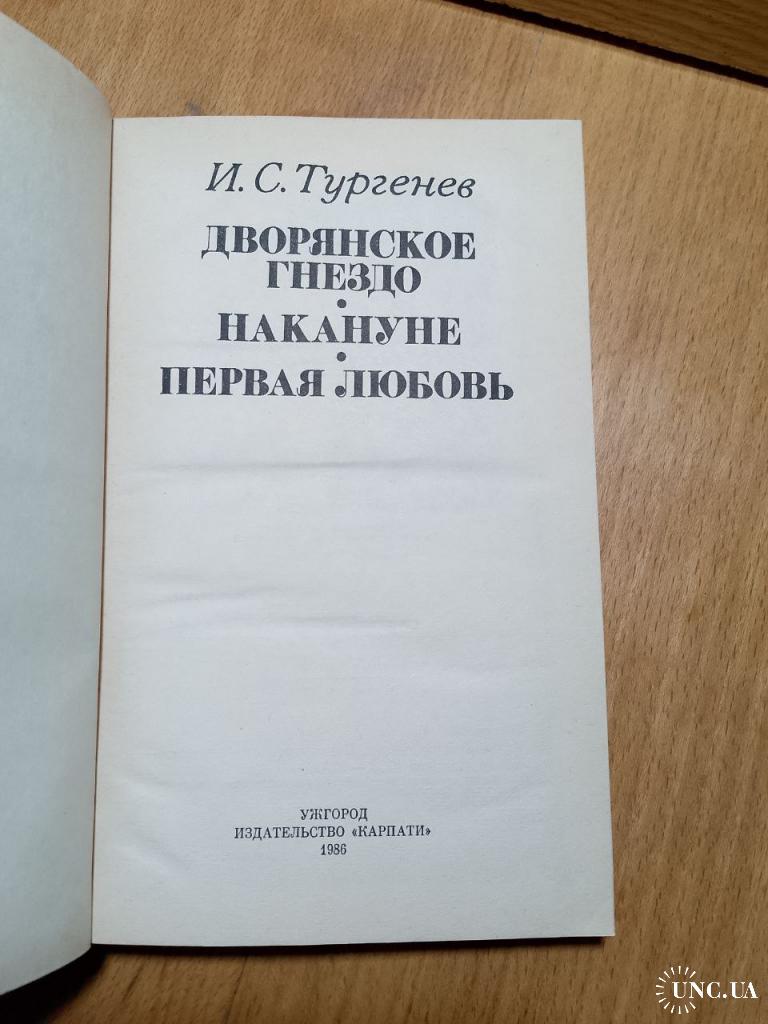 И. С. Тургенев
ДВОРЯНСКОЕ
ГНЕЗДО
•
НАКАНУНЕ
•
ПЕРВАЯ ЛЮБОВЬ
УЖГОРОД
ИЗДАТЕЛЬСТВО «КАРПАТИ»
1986
UNC.UA